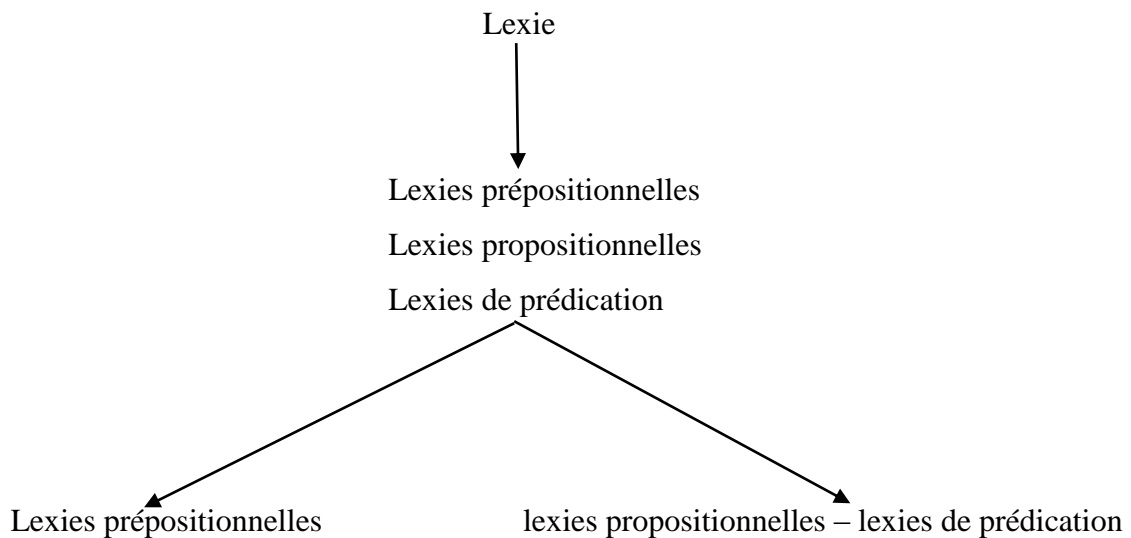 Lexie
Lexies prépositionnelles
Lexies propositionnelles
Lexies de prédication
Lexies prépositionnelles
lexies propositionnelles – lexies de prédication